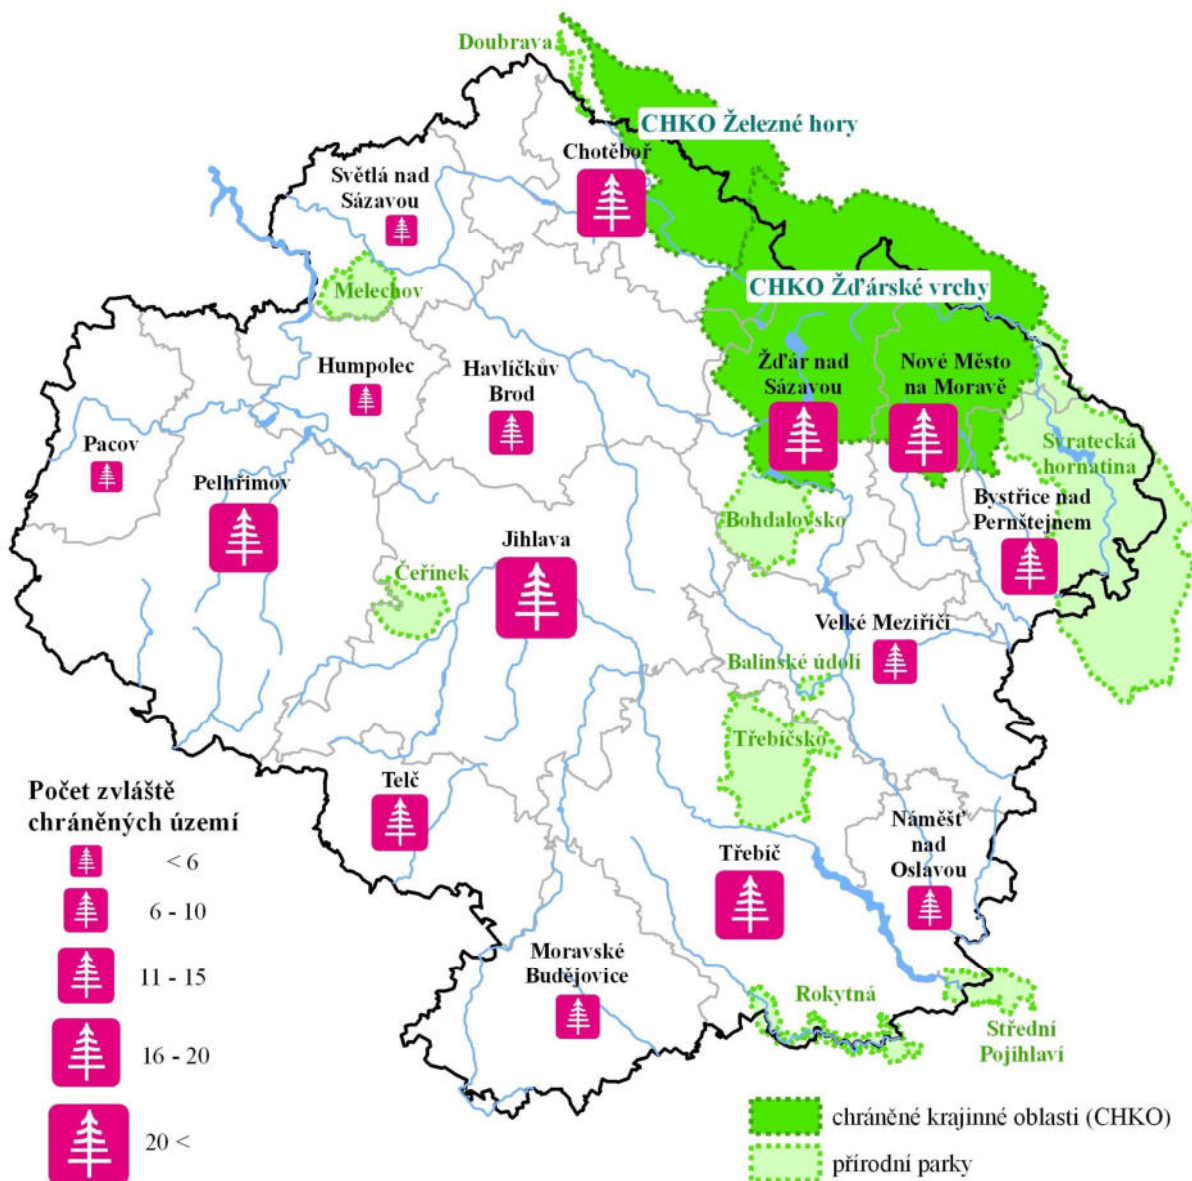 Doubrava
CHKO Železné hory
Chotěboř
Světlá nad
Sázavou
CHKO Žďárské vrchy
Melechov
Humpolec
Havlíčkův
Brod
Žďár nad
Sázavou
Nové Město
na Moravě
Pacov
Pelhřimov
Svratecká
hornatina
Bystřice nad
Pernštejnem
Bohdalovsko
Jihlava
Čeřínek
Velké Meziříčí
Balinské údolí
Třebíčsko
Telč
Náměšť
nad
Oslavou
Třebíč
Moravské
Budějovice
Rokytná
Střední
Pojihlaví
Počet zvláště
chráněných území
< 6
6 - 10
11 - 15
16 - 20
20 <
chráněné krajinné oblasti (CHKO)
přírodní parky